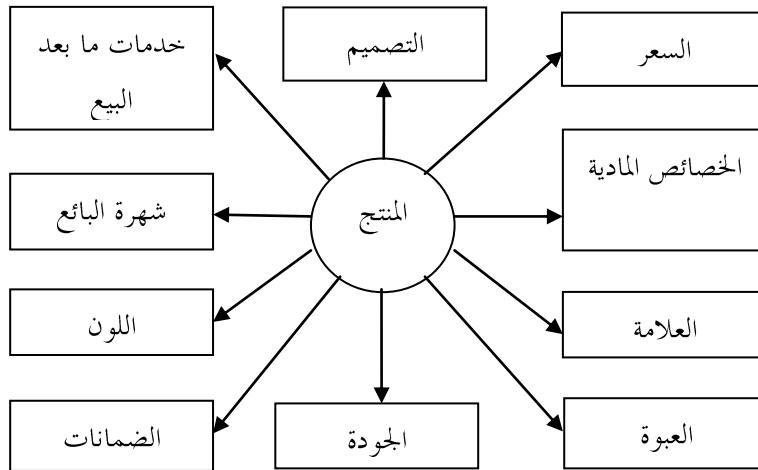 السعر
التصميم
خدمات ما بعد
البيع
الخصائص المادية
المنتج
شهرة البائع
العلامة
اللون
العبوة
الجودة
الضمانات